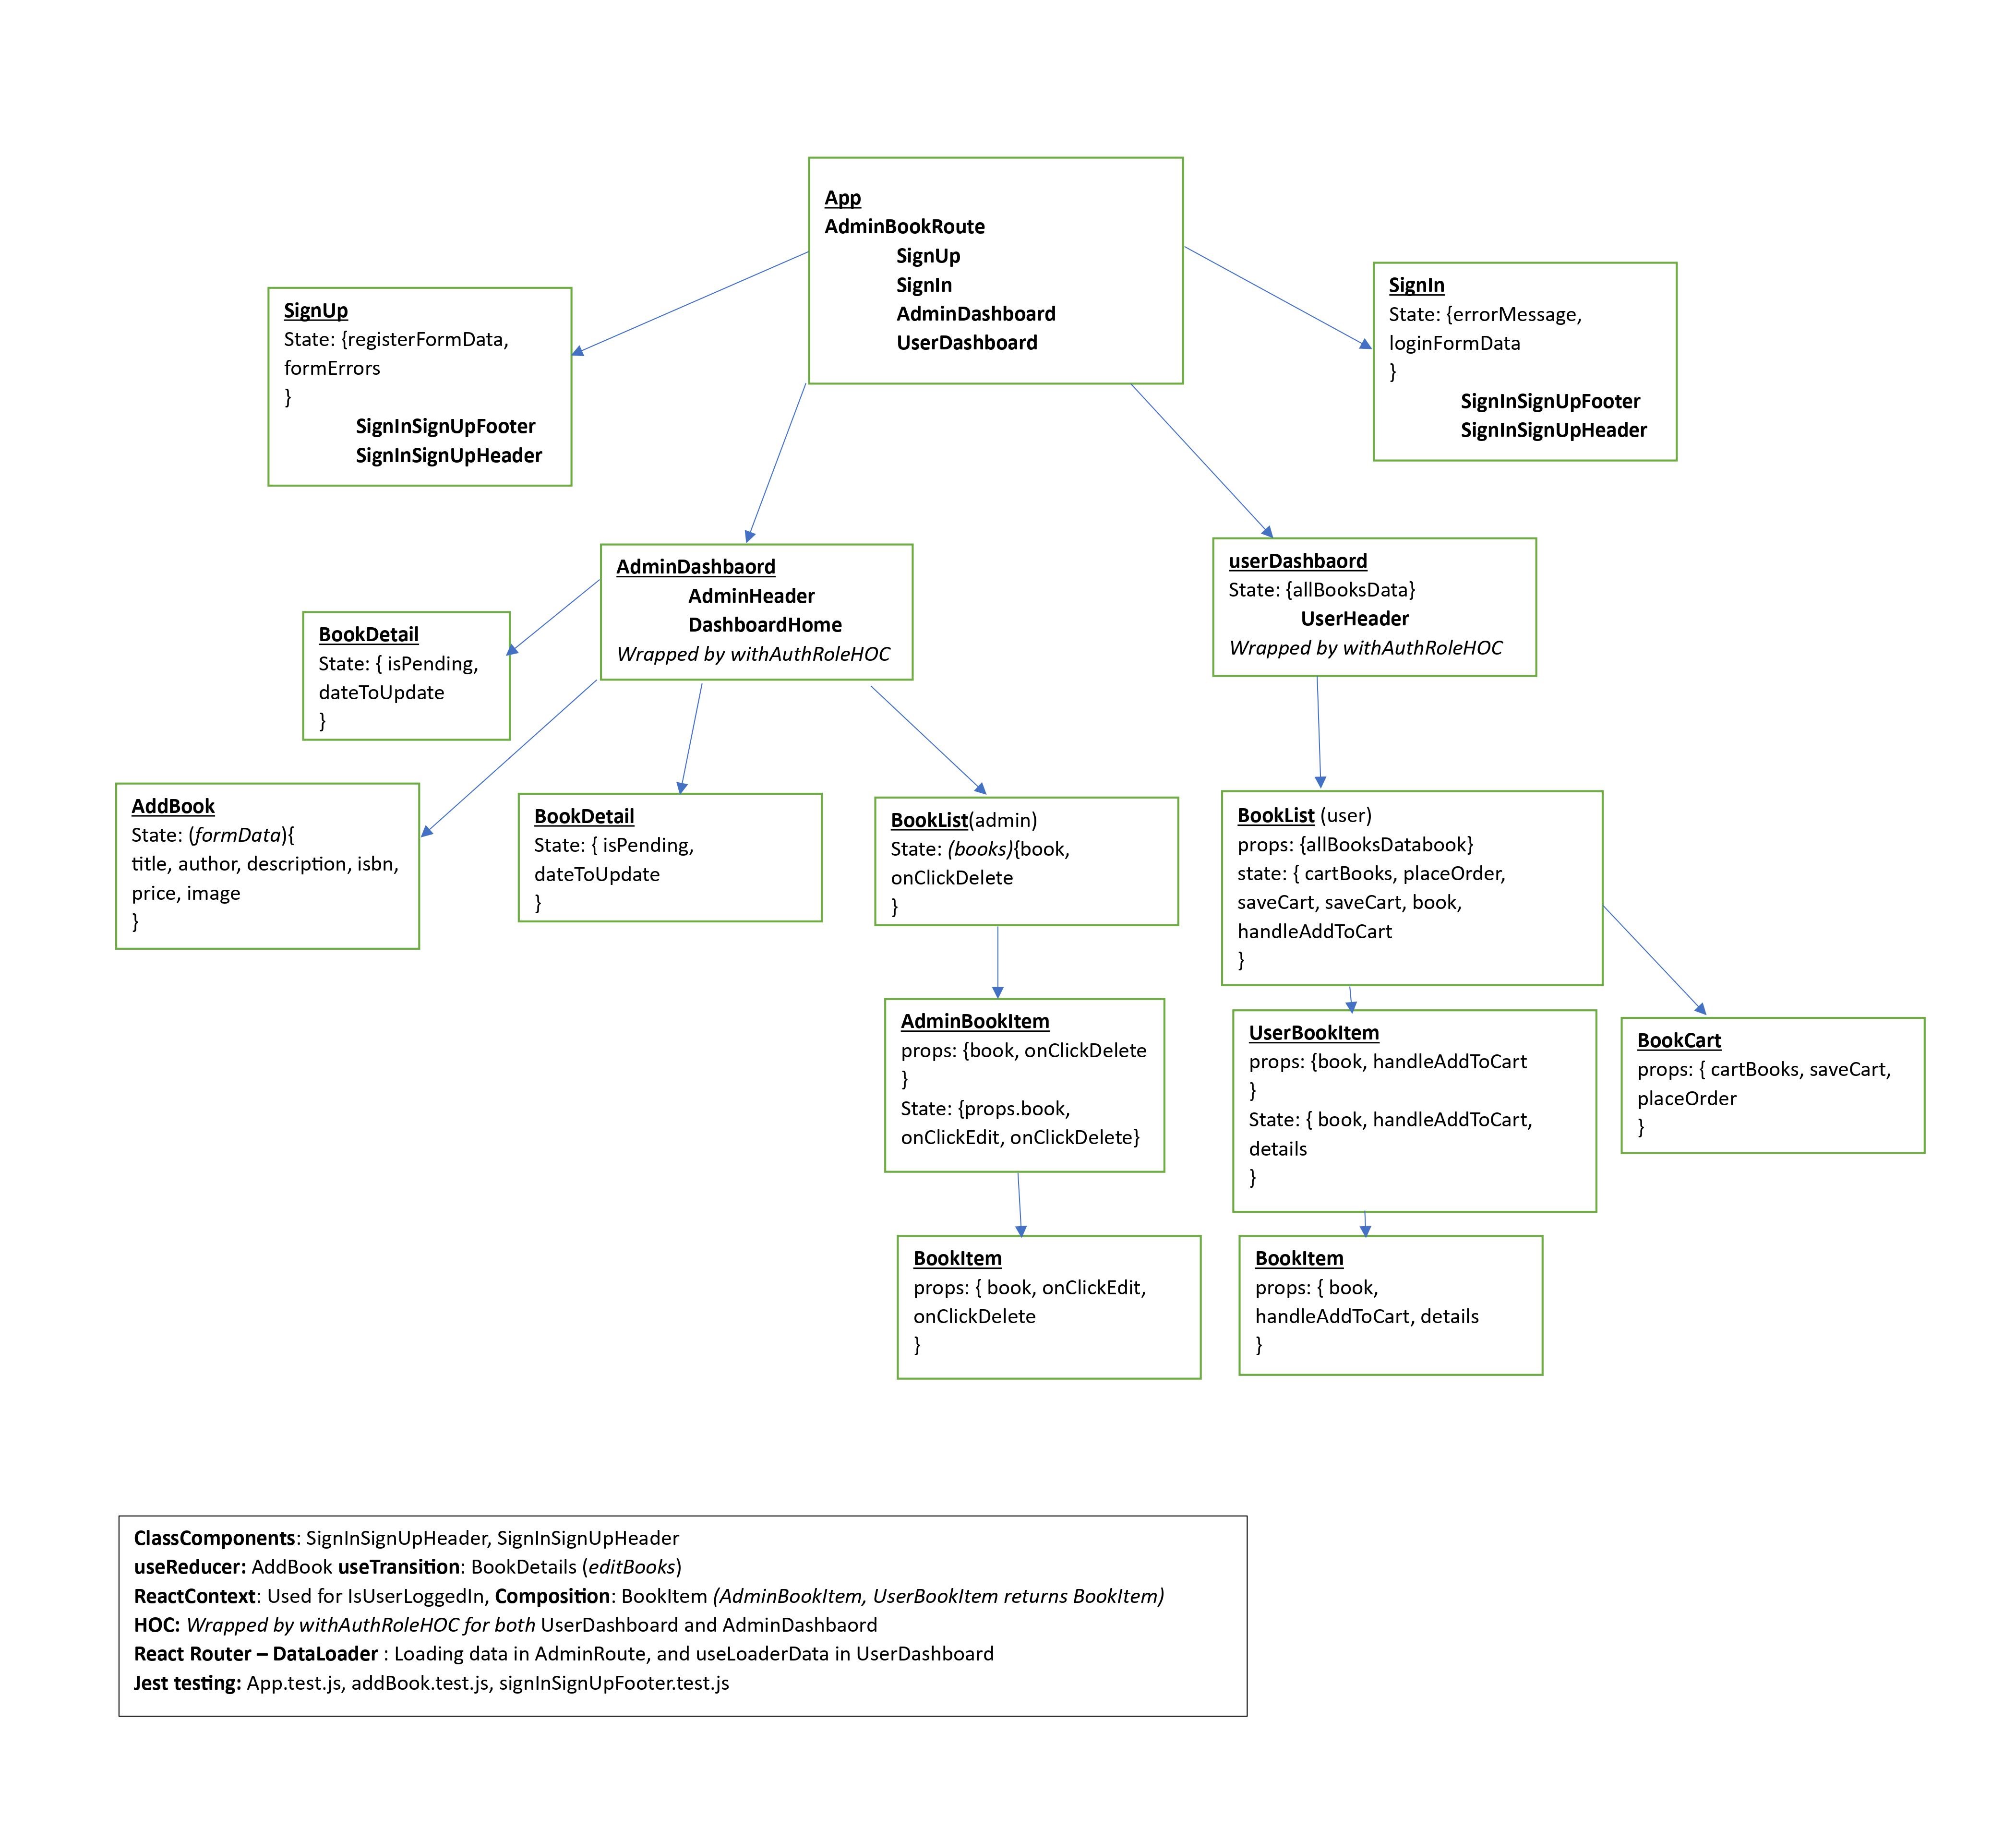 App
AdminBookRoute
SignUp
SignIn
AdminDashboard
UserDashboard
SignUp
State: {registerFormData,
formErrors
}
SignInSignUpFooter
SignInSignUpHeader
SignIn
State: {errorMessage,
loginFormData
}
SignInSignUpFooter
SignInSignUpHeader
AdminDashbaord
AdminHeader
DashboardHome
Wrapped by withAuthRoleHOC
userDashbaord
State: {allBooksData}
UserHeader
Wrapped by withAuthRoleHOC
BookDetail
State: { isPending,
dateToUpdate
}
AddBook
State: (formData){
title, author, description, isbn,
price, image
}
BookDetail
State: { isPending,
dateToUpdate
}
BookList(admin)
State: (books){book,
onClickDelete
}
BookList (user)
props: {allBooksDatabook}
state: { cartBooks, placeOrder,
saveCart, saveCart, book,
handleAddToCart
}
AdminBookItem
props: {book, onClickDelete
}
State: {props.book,
onClickEdit, onClickDelete}
UserBookItem
props: {book, handleAddToCart
}
State: { book, handleAddToCart,
details
}
BookCart
props: { cartBooks, saveCart,
placeOrder
}
BookItem
props: { book, onClickEdit,
onClickDelete
}
BookItem
props: { book,
handleAddToCart, details
}
ClassComponents: SignInSignUpHeader, SignInSignUpHeader
useReducer: AddBook useTransition: BookDetails (editBooks)
ReactContext: Used for IsUserLoggedIn, Composition: BookItem (AdminBookItem, UserBookItem returns BookItem)
HOC: Wrapped by withAuthRoleHOC for both UserDashboard and AdminDashbaord
React Router – DataLoader : Loading data in AdminRoute, and useLoaderData in UserDashboard
Jest testing: App.test.js, addBook.test.js, signInSignUpFooter.test.js